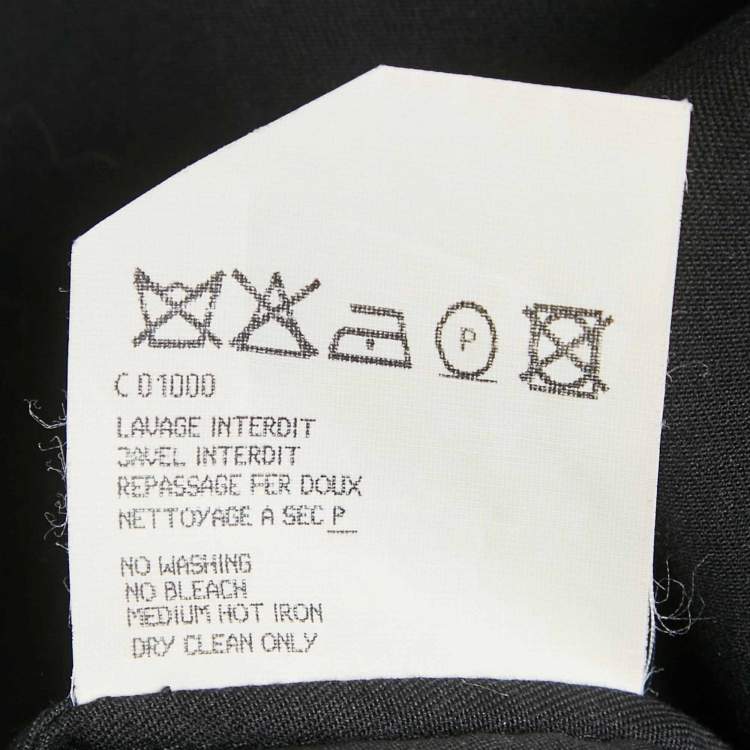 P
C 01000
LAVAGE INTERDIT
JAVEL INTERDIT
REPASSAGE FER DOUX
NETTOYAGE A SEC P
NO WASHING
NO BLEACH
MEDIUM HOT IRON
DRY CLEAN ONLY